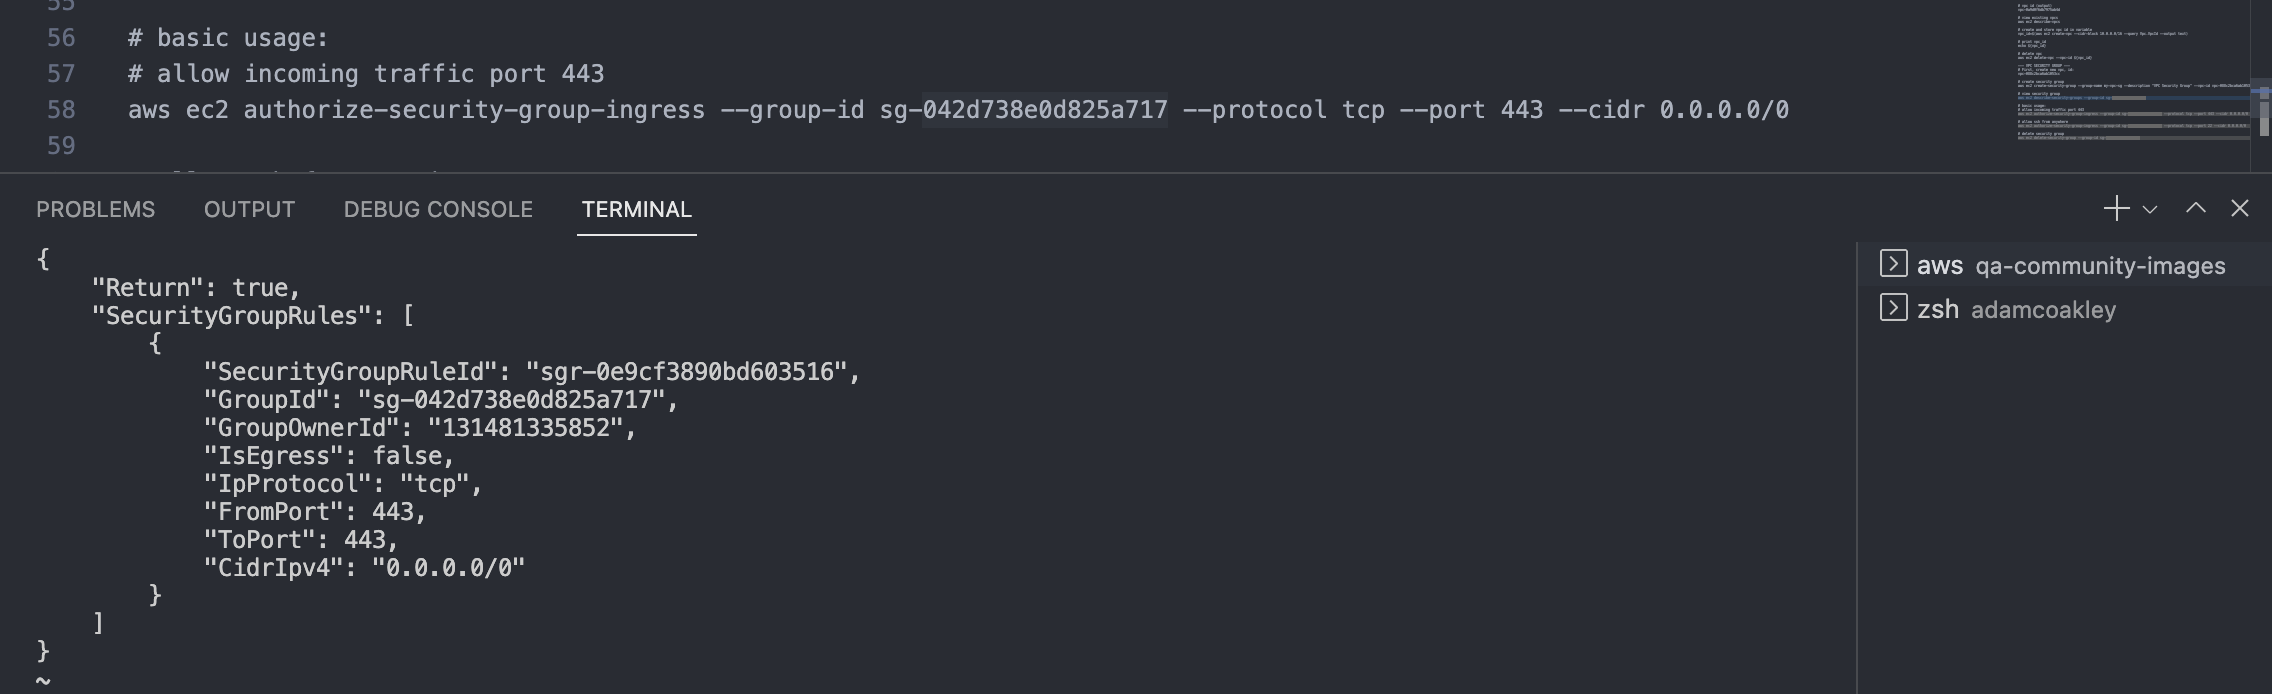 55
56 # basic usage:
57 # allow incoming traffic port 443
58 aws ec2 authorize-security-group-ingress --group-id sg-042d738e0d825a717 --protocol tcp --port 443 --cidr 0.0.0.0/0
59
PROBLEMS OUTPUT DEBUG CONSOLE TERMINAL
{
    "Return": true,
    "SecurityGroupRules": [
        {
            "SecurityGroupRuleId": "sgr-0e9cf3890bd603516",
            "GroupId": "sg-042d738e0d825a717",
            "GroupOwnerId": "131481335852",
            "IsEgress": false,
            "IpProtocol": "tcp",
            "FromPort": 443,
            "ToPort": 443,
            "CidrIpv4": "0.0.0.0/0"
        }
    ]
}
~
aws qa-community-images
zsh adamcoakley